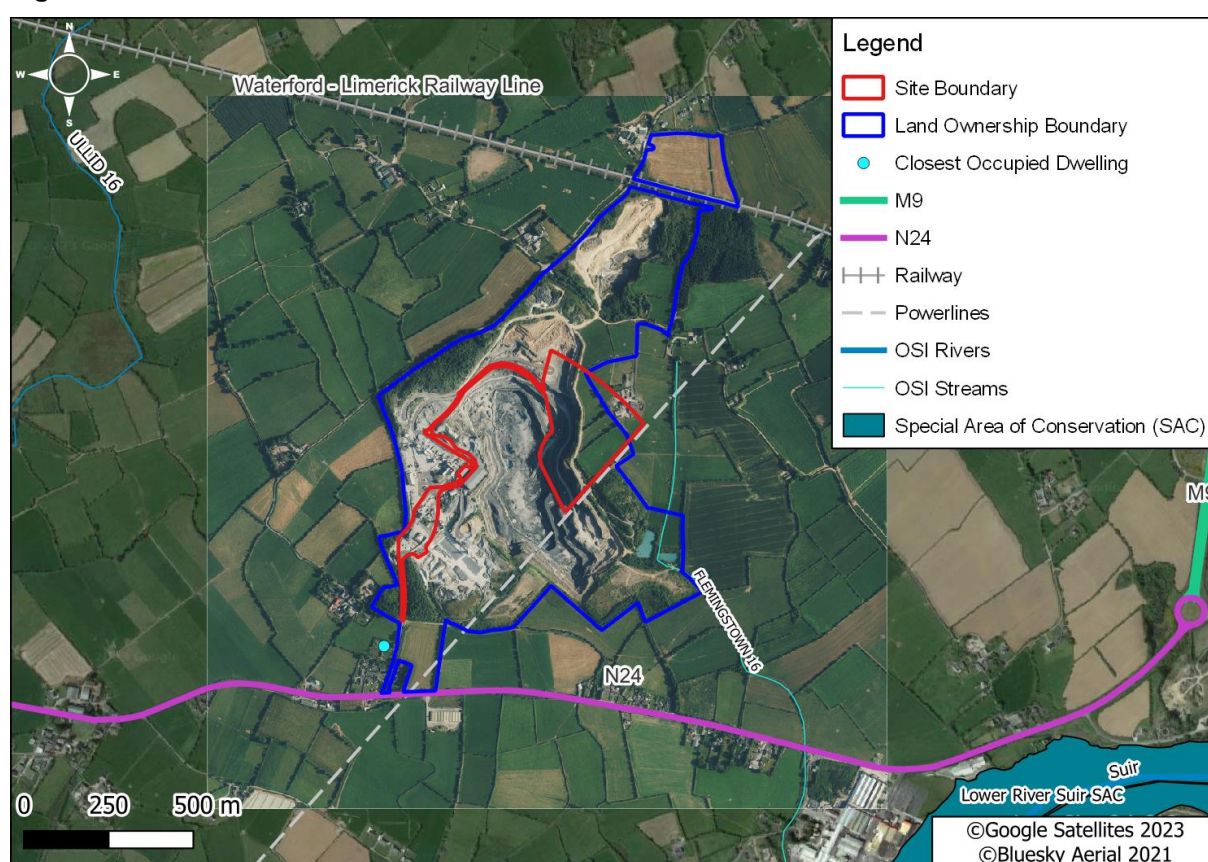 N
W E
S
Waterford - Limerick Railway Line
ULLID 16
Legend
Site Boundary
Land Ownership Boundary
Closest Occupied Dwelling
M9
N24
Railway
Powerlines
OSI Rivers
OSI Streams
Special Area of Conservation (SAC)
M9
FLEMINGSTOWN 16
N24
Suir
Lower River Suir SAC
0 250 500 m
©Google Satellites 2023
©Bluesky Aerial 2021